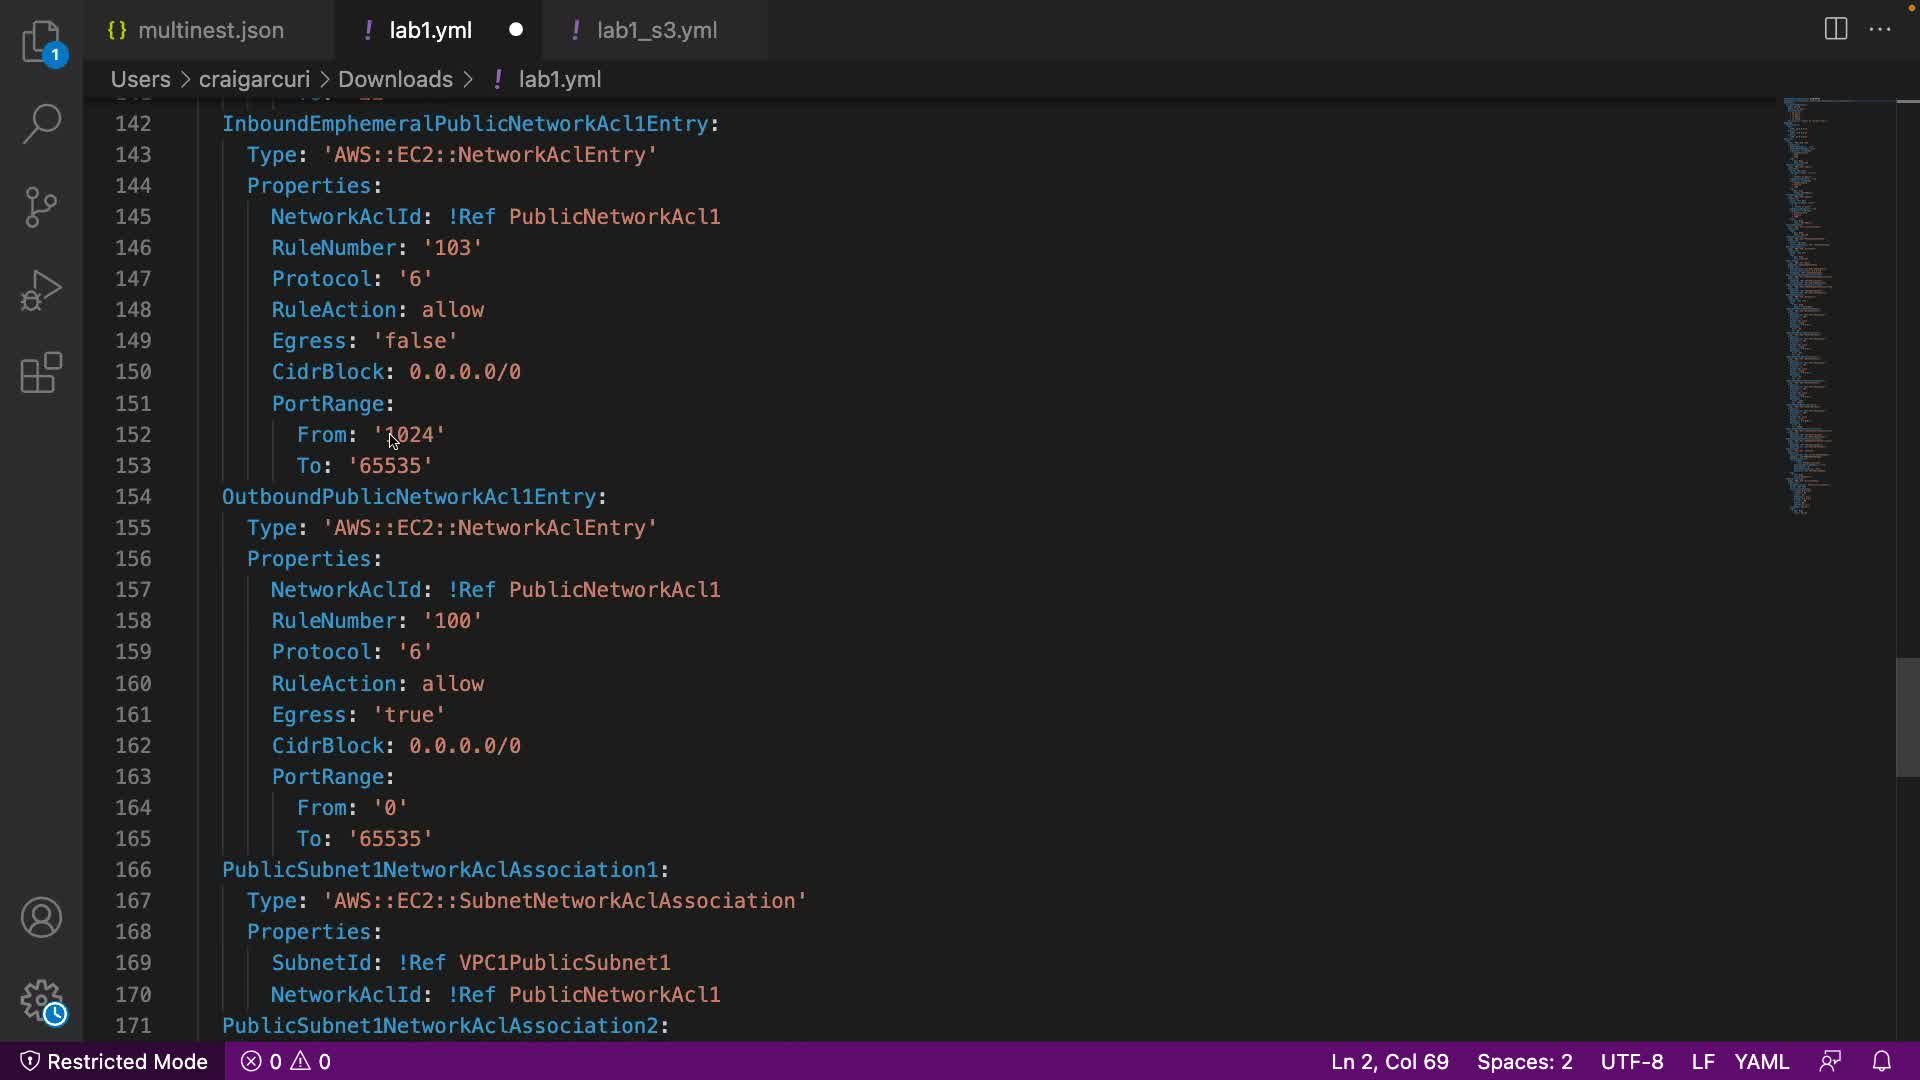 {} multinest.json
! lab1.yml
! lab1_s3.yml
1
Users > craigarcuri > Downloads > ! lab1.yml
142 InboundEmphemeralPublicNetworkAcl1Entry:
143 Type: 'AWS::EC2::NetworkAclEntry'
144 Properties:
145 NetworkAclId: !Ref PublicNetworkAcl1
146 RuleNumber: '103'
147 Protocol: '6'
148 RuleAction: allow
149 Egress: 'false'
150 CidrBlock: 0.0.0.0/0
151 PortRange:
152 From: '1024'
153 To: '65535'
154 OutboundPublicNetworkAcl1Entry:
155 Type: 'AWS::EC2::NetworkAclEntry'
156 Properties:
157 NetworkAclId: !Ref PublicNetworkAcl1
158 RuleNumber: '100'
159 Protocol: '6'
160 RuleAction: allow
161 Egress: 'true'
162 CidrBlock: 0.0.0.0/0
163 PortRange:
164 From: '0'
165 To: '65535'
166 PublicSubnet1NetworkAclAssociation1:
167 Type: 'AWS::EC2::SubnetNetworkAclAssociation'
168 Properties:
169 SubnetId: !Ref VPC1PublicSubnet1
170 NetworkAclId: !Ref PublicNetworkAcl1
171 PublicSubnet1NetworkAclAssociation2:
Restricted Mode 0 0 Ln 2, Col 69 Spaces: 2 UTF-8 LF YAML